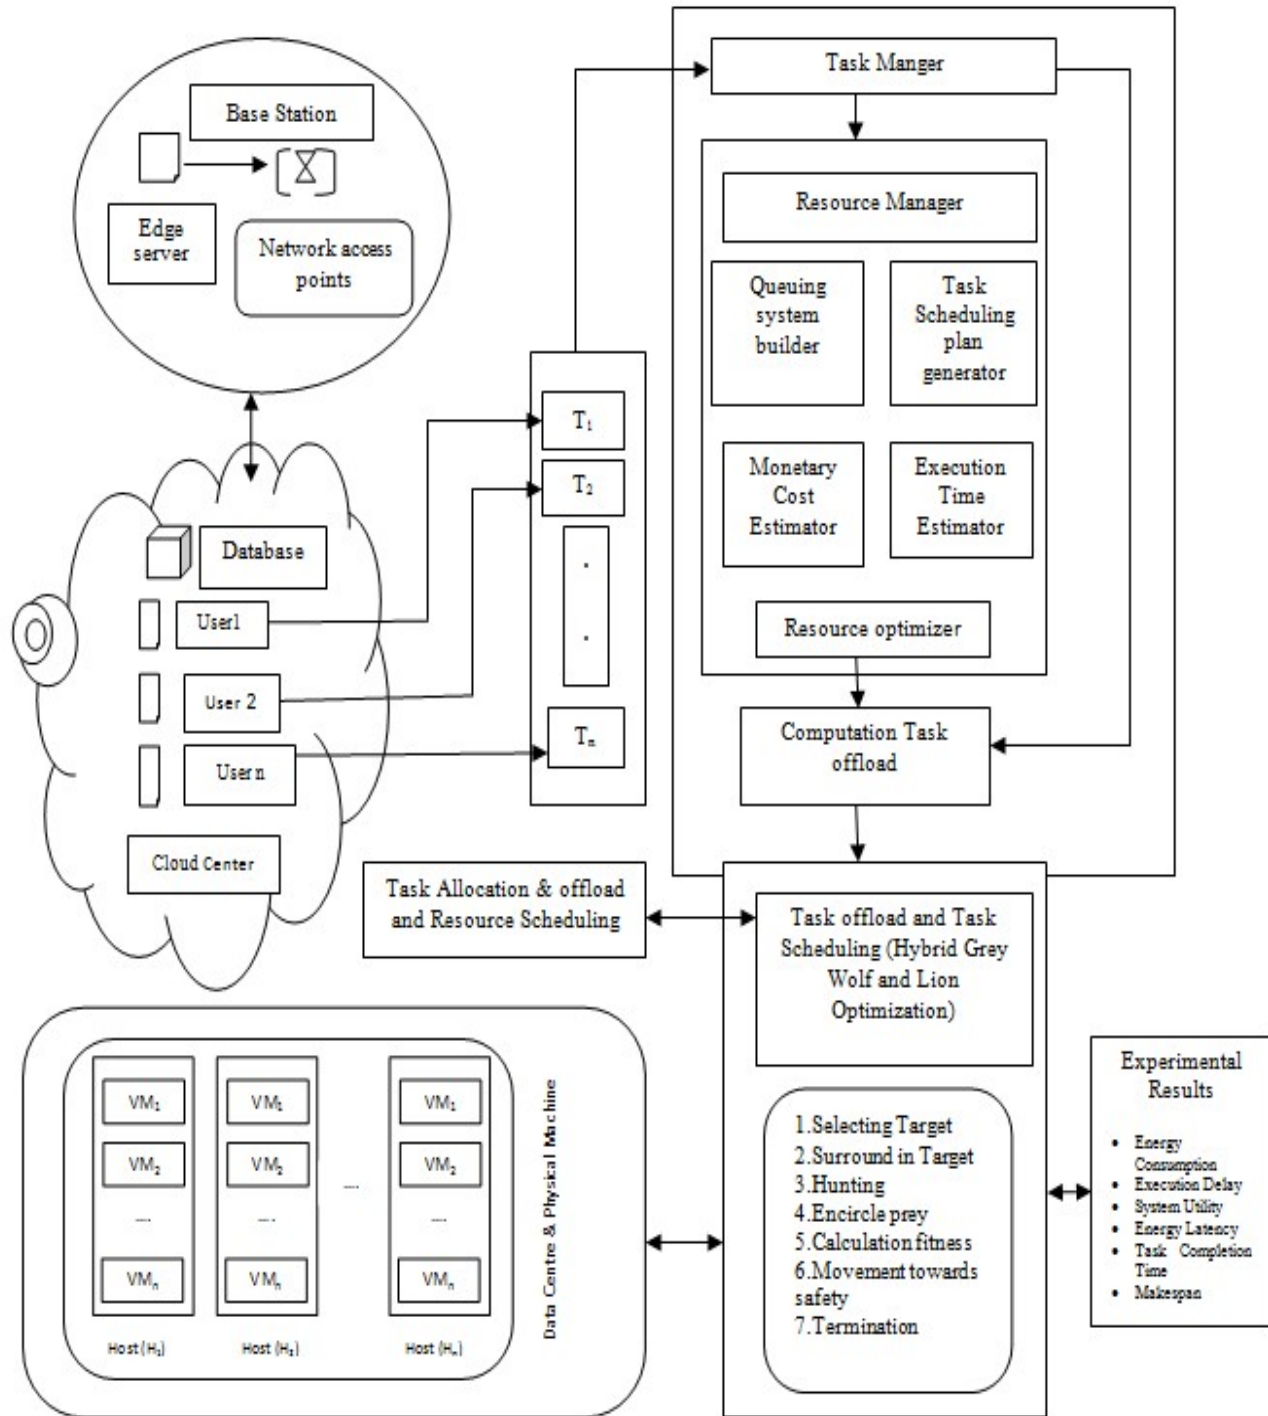 Base Station
Edge
server
Network access
points
Database
User1
User 2
User n
Cloud Center
T1
T2
.
.
Tn
Task Manger
Resource Manager
Queuing
system
builder
Task
Scheduling
plan
generator
Monetary
Cost
Estimator
Execution
Time
Estimator
Resource optimizer
Computation Task
offload
Task Allocation & offload
and Resource Scheduling
Task offload and Task
Scheduling (Hybrid Grey
Wolf and Lion
Optimization)
1.Selecting Target
2.Surround in Target
3.Hunting
4.Encircle prey
5.Calculation fitness
6.Movement towards
safety
7.Termination
Experimental
Results
• Energy
Consumption
• Execution Delay
• System Utility
• Energy Latency
• Task Completion
Time
• Makespan
VM1
VM2
....
VMn
Host (H1)
VM1
VM2
....
VMn
Host (H2)
....
VM1
VM2
....
VMn
Host (Hn)
Data Centre & Physical Machine